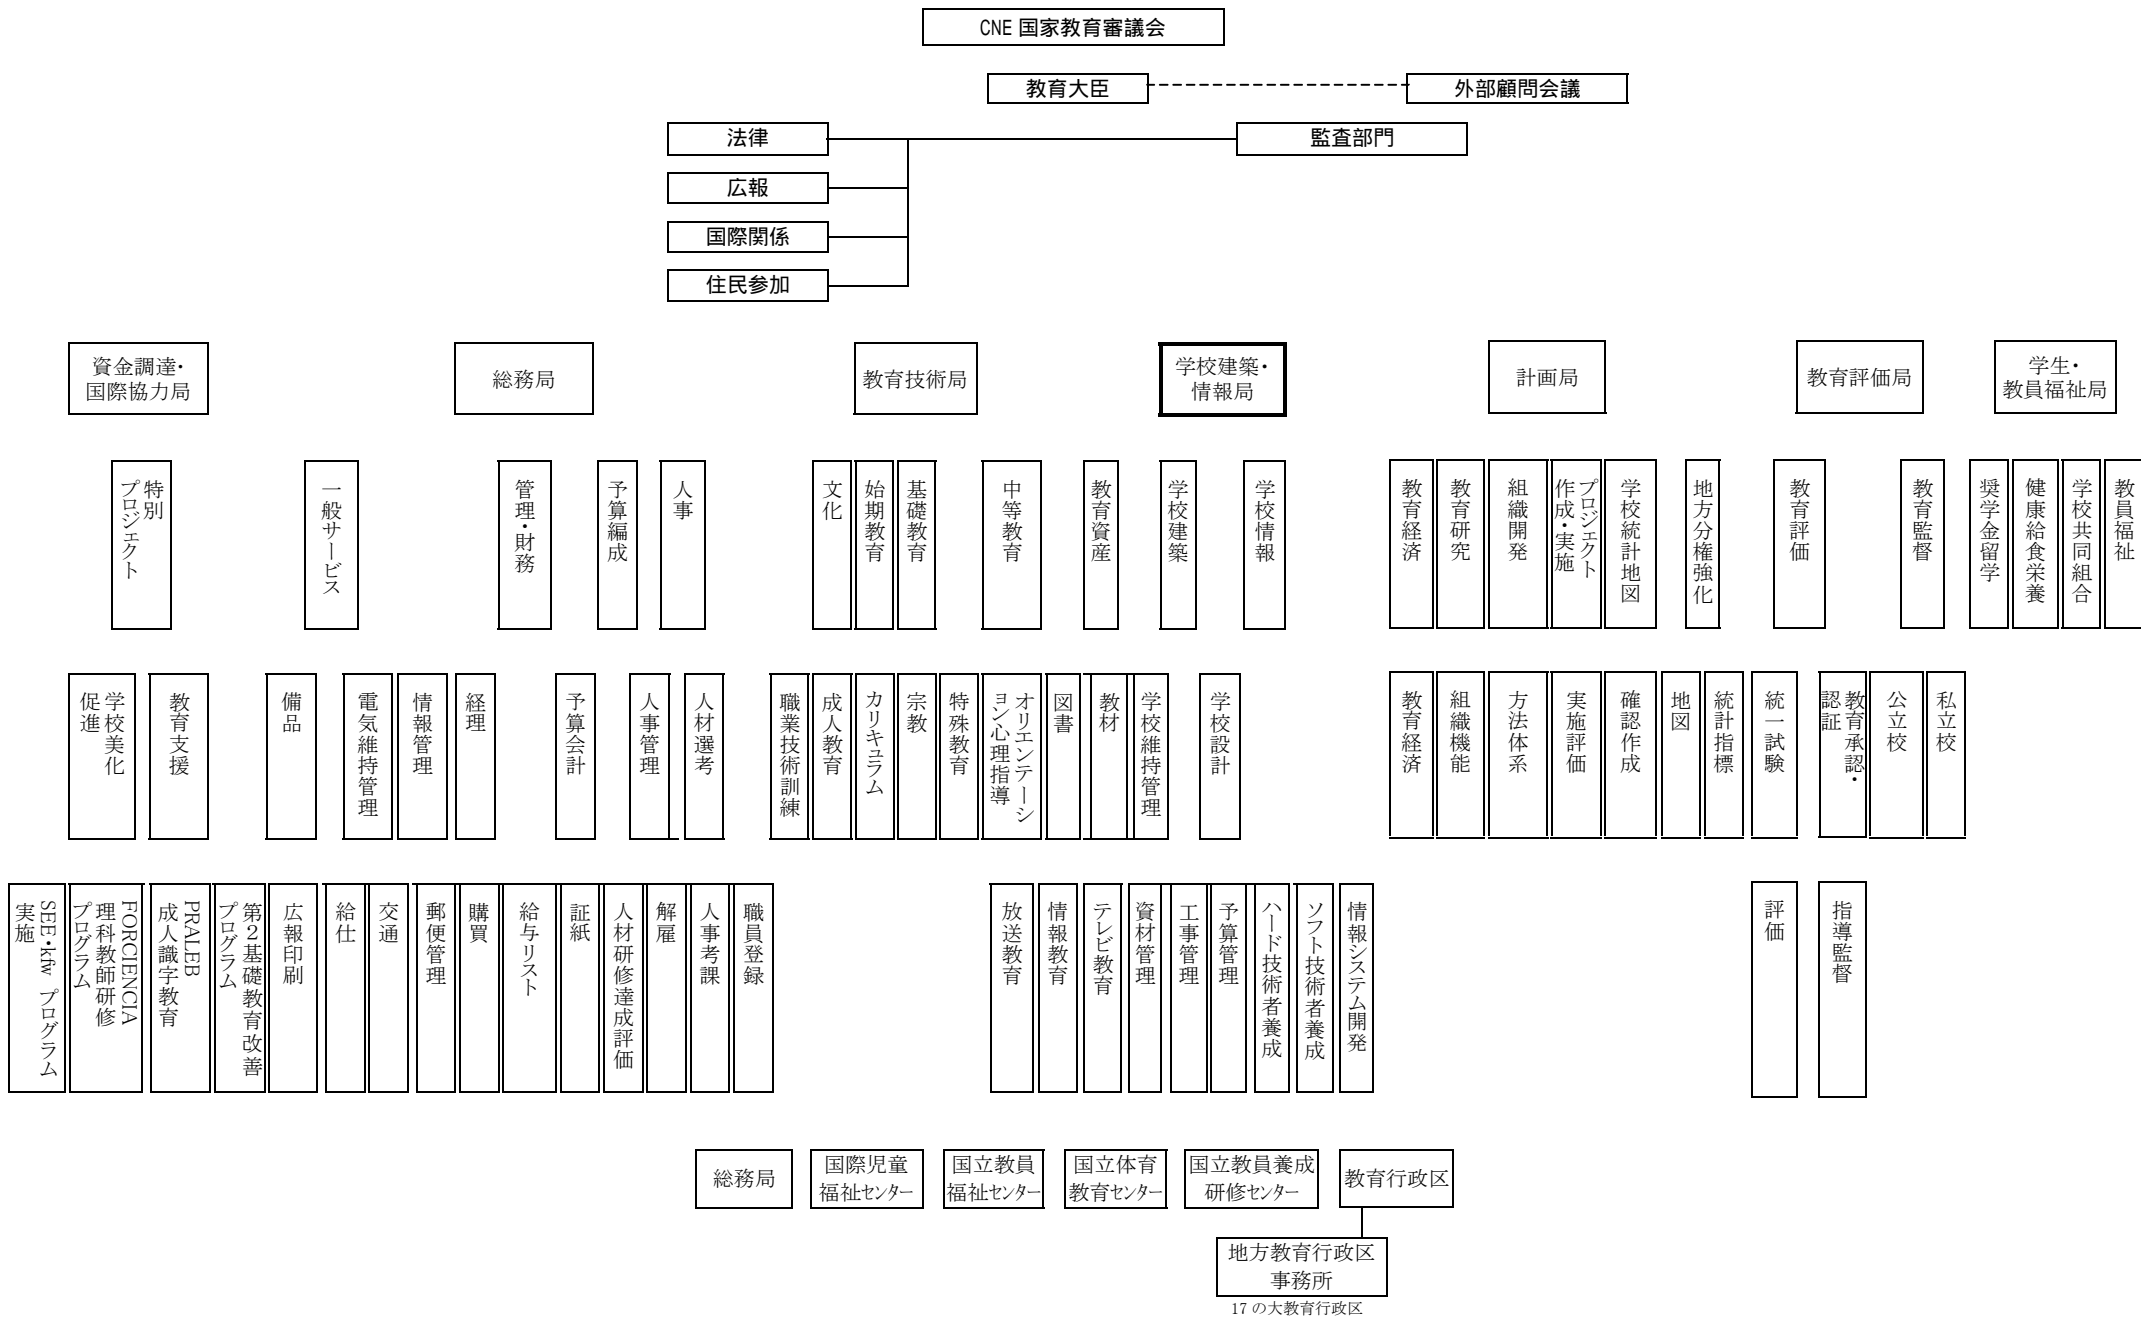 CNE 国家教育審議会
教育大臣
外部顧問会議
法律
監査部門
広報
国際関係
住民参加
資金調達・
国際協力局
総務局
教育技術局
学校建築・
情報局
計画局
教育評価局
学生・
教員福祉局
特別
プロジェクト
一般サービス
管理・財務
予算編成
人事
文化
始期教育
基礎教育
中等教育
教育資産
学校建築
学校情報
教育経済
教育研究
組織開発
プロジェクト
作成・実施
学校統計地図
地方分権強化
教育評価
教育監督
奨学金留学
健康給食栄養
学校共同組合
教員福祉
学校美化
促進
教育支援
備品
電気維持管理
情報管理
経理
予算会計
人事管理
人材選考
職業技術訓練
成人教育
カリキュラム
宗教
特殊教育
オリエンテーシ
ョン心理指導
図書
教材
学校維持管理
学校設計
教育経済
組織機能
方法体系
実施評価
確認作成
地図
統計指標
統一試験
教育承認・
認証
公立校
私立校
SEE・kfw プログラム
実施
FORCIENCIA
理科教師研修
プログラム
PRALEB
成人識字教育
第2基礎教育改善
プログラム
広報印刷
給仕
交通
郵便管理
購買
給与リスト
証紙
人材研修達成評価
解雇
人事考課
職員登録
放送教育
情報教育
テレビ教育
資材管理
工事管理
予算管理
ハード技術者養成
ソフト技術者養成
情報システム開発
評価
指導監督
総務局
国際児童
福祉センター
国立教員
福祉センター
国立体育
教育センター
国立教員養成
研修センター
教育行政区
地方教育行政区
事務所
17 の大教育行政区